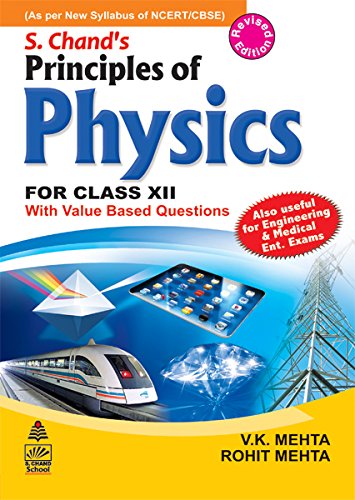 (As per New Syllabus of NCERT/CBSE)
S. Chand's
Principles of
Physics
Revised
Edition
FOR CLASS XII
With Value Based Questions
Also useful
for Engineering
& Medical
Ent. Exams
V.K. MEHTA
ROHIT MEHTA
S. CHAND
School